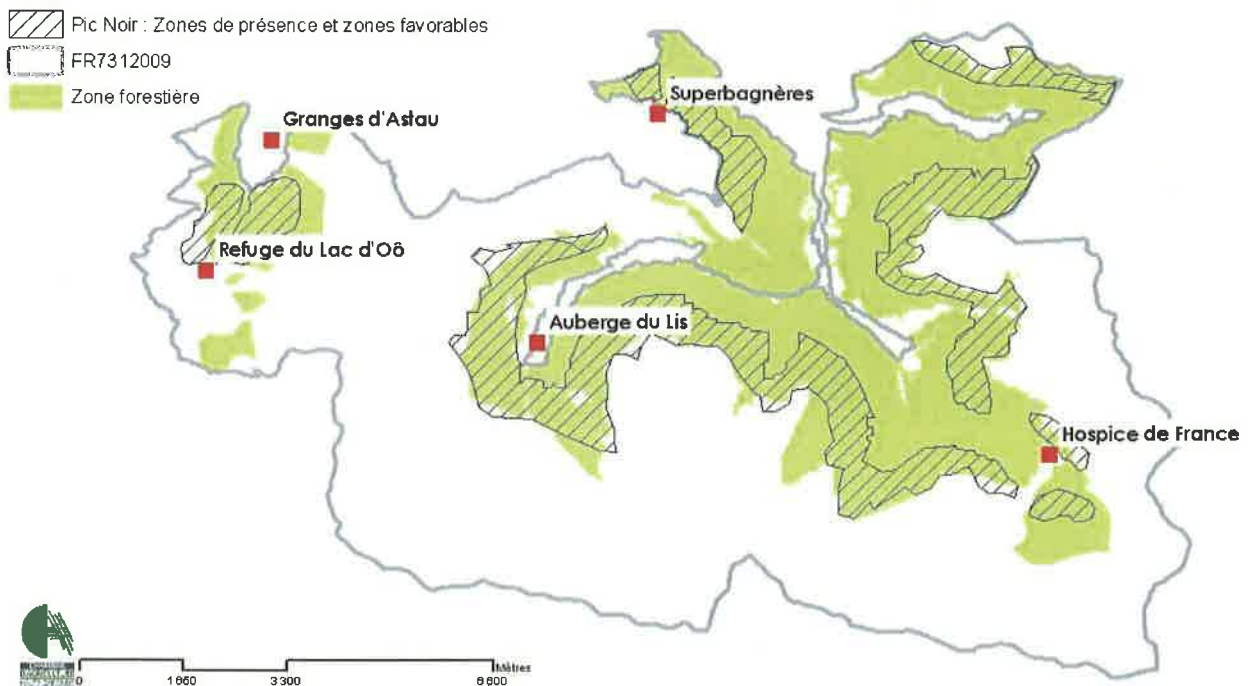 Pic Noir : Zones de présence et zones favorables
FR7312009
Zone forestière
Granges d'Astau
Superbagnères
Refuge du Lac d'Oô
Auberge du Lis
Hospice de France
Mètres
0 1 650 3 300 6 600